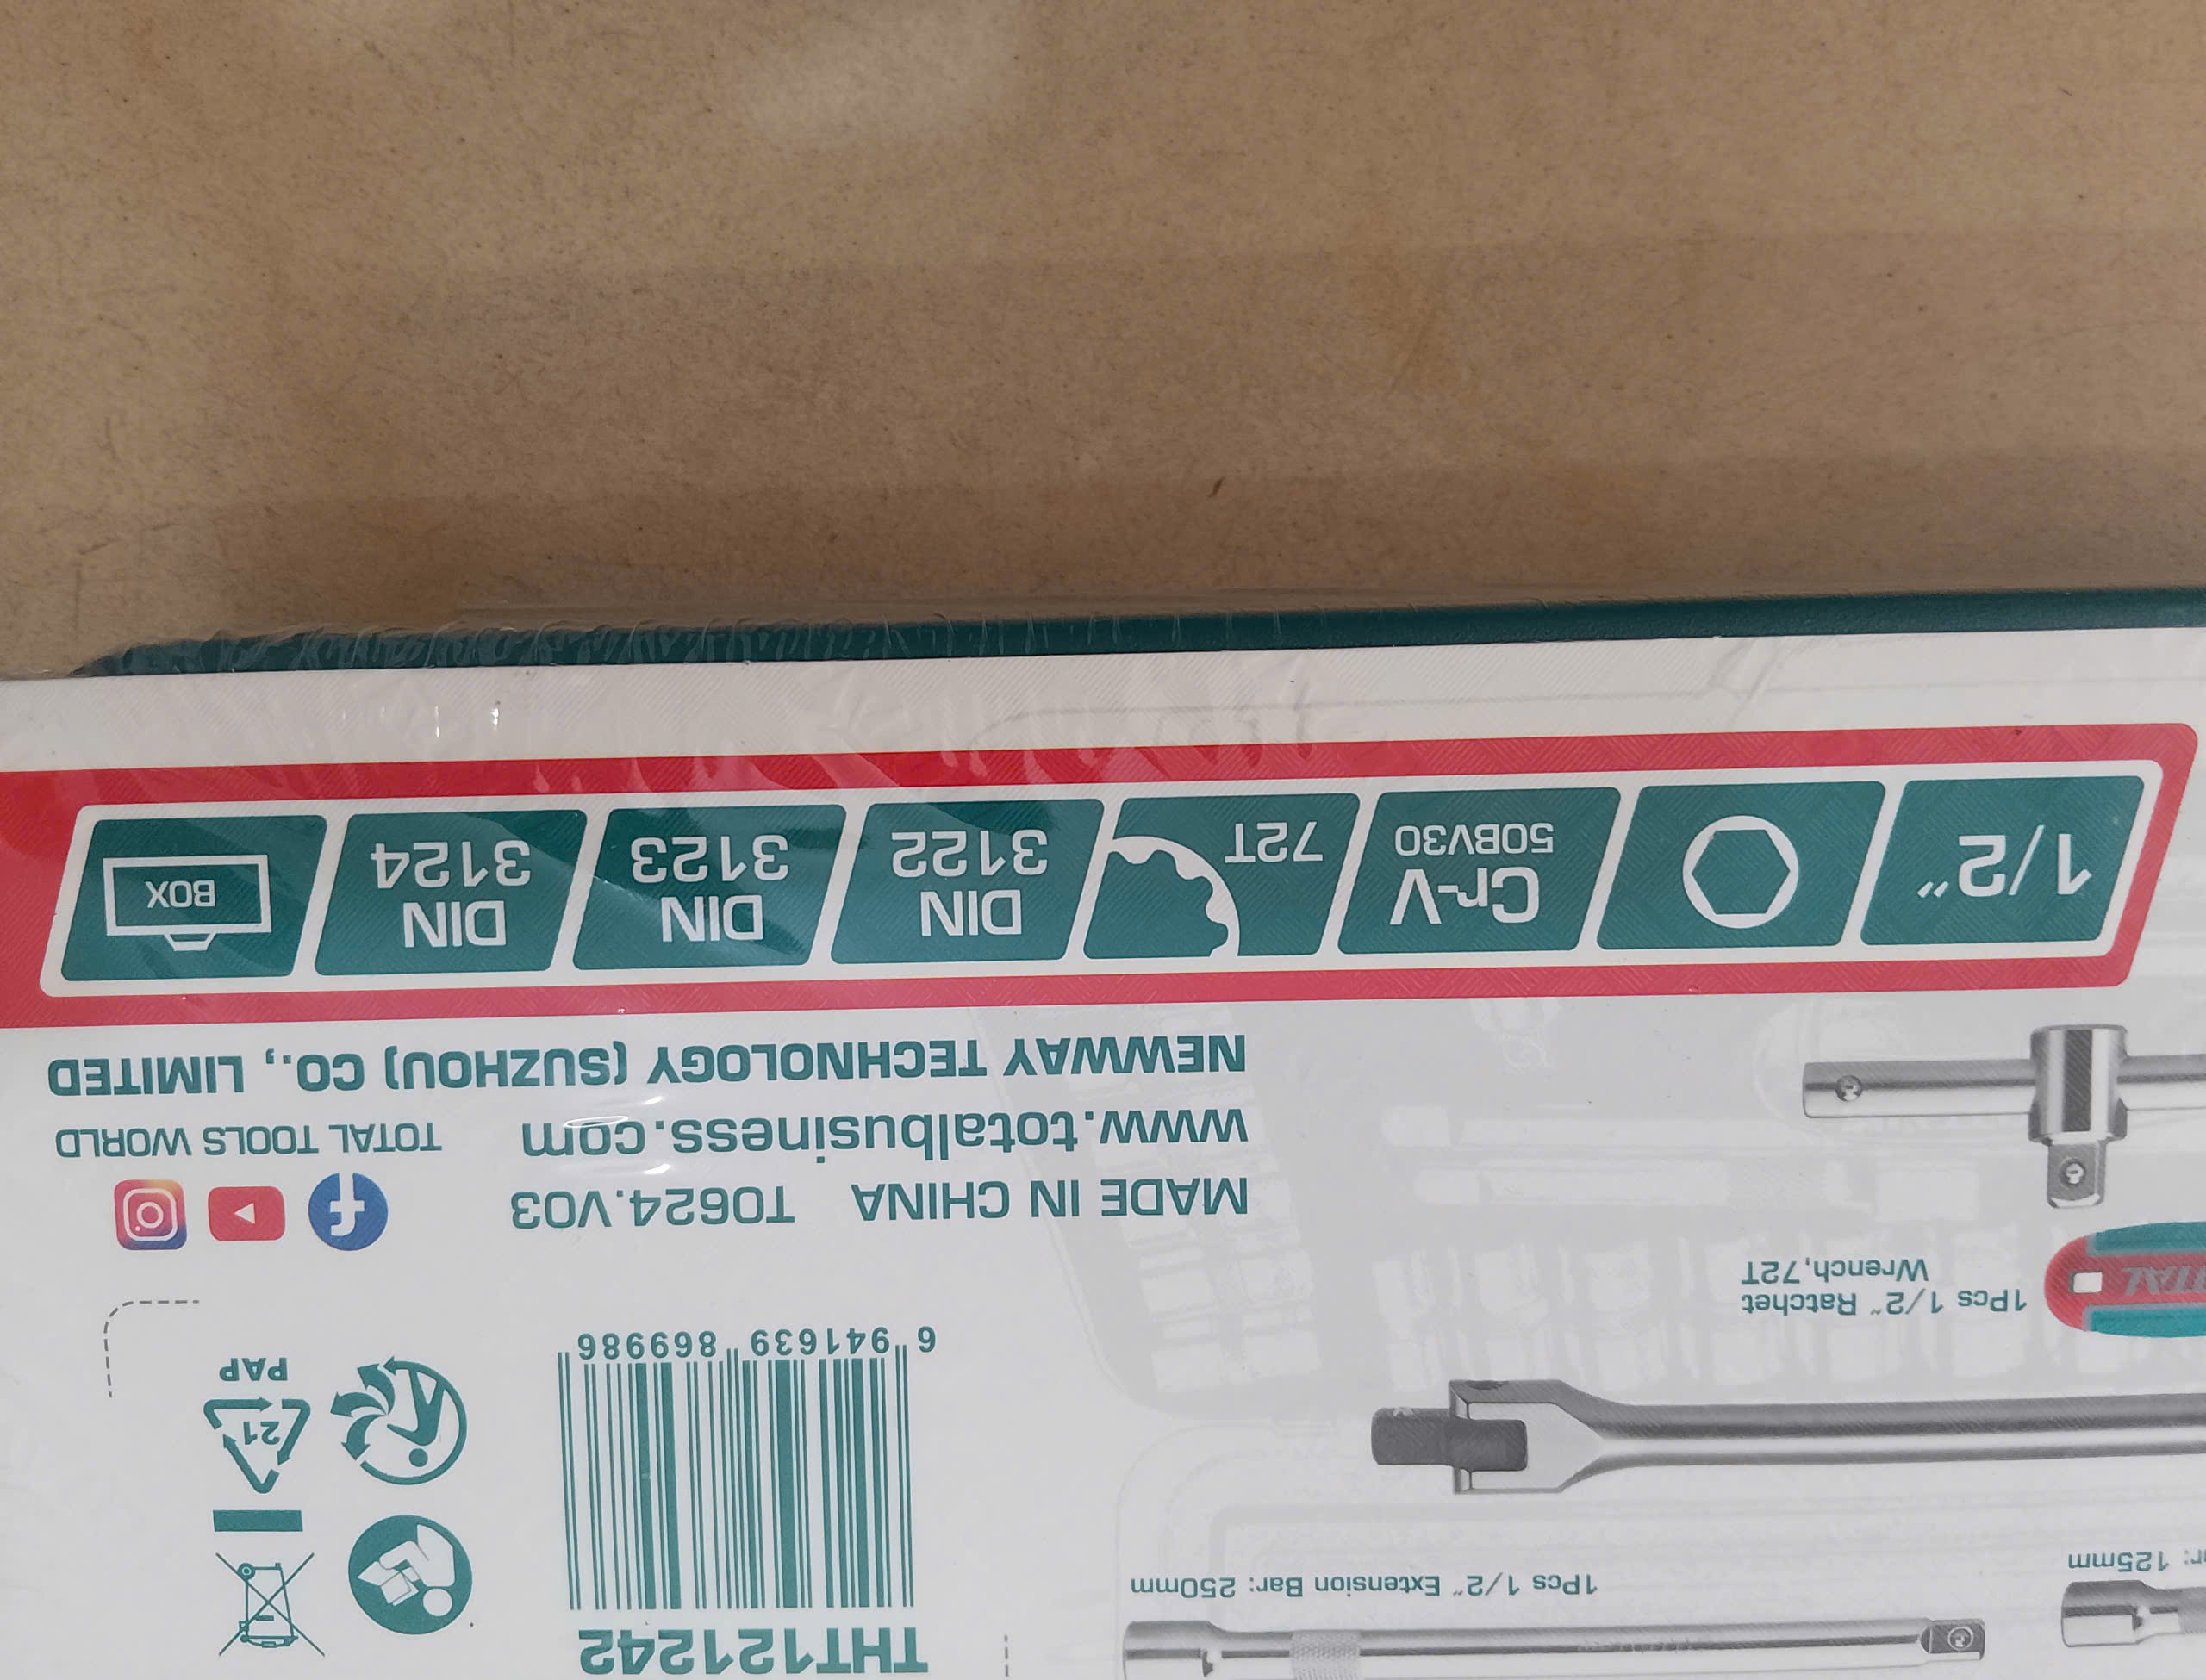 THT121242
6 941639 869986
21
PAP
MADE IN CHINA T0624.V03
www.totalbusiness.com
TOTAL TOOLS WORLD
NEWWAY TECHNOLOGY (SUZHOU) CO., LIMITED
1Pcs 1/2" Extension Bar: 250mm
125mm
1Pcs 1/2" Ratchet
Wrench,72T
1/2"
Cr-V
50BV30
72T
DIN
3122
DIN
3123
DIN
3124
BOX